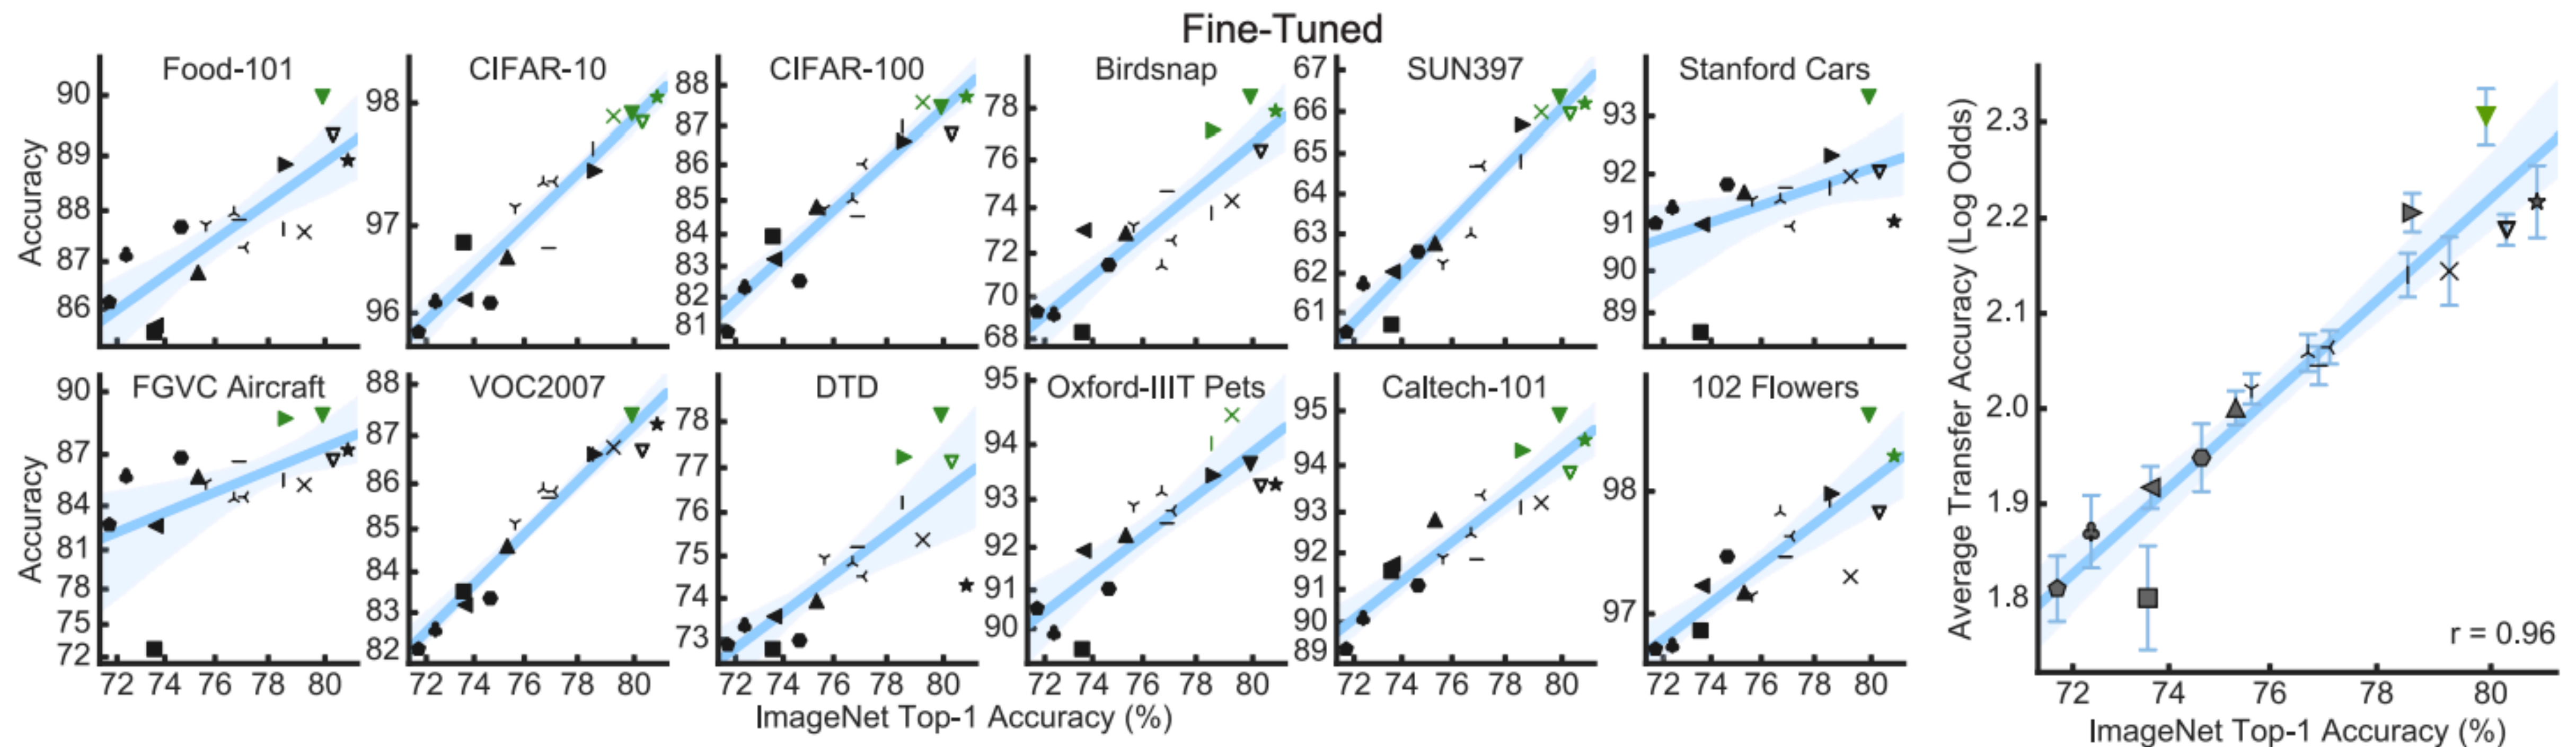 Fine-Tuned
Food-101
CIFAR-10
CIFAR-100
Birdsnap
SUN397
Stanford Cars
Accuracy
90
89
88
87
86
98
97
96
88
87
86
85
84
83
82
81
78
76
74
72
70
68
67
66
65
64
63
62
61
93
92
91
90
89
FGVC Aircraft
VOC2007
DTD
Oxford-IIIT Pets
Caltech-101
102 Flowers
Accuracy
90
87
84
81
78
75
72
88
87
86
85
84
83
82
78
77
76
75
74
73
95
94
93
92
91
90
95
94
93
92
91
90
89
98
97
72 74 76 78 80
72 74 76 78 80
72 74 76 78 80
72 74 76 78 80
72 74 76 78 80
72 74 76 78 80
ImageNet Top-1 Accuracy (%)
Average Transfer Accuracy (Log Odds)
2.3
2.2
2.1
2.0
1.9
1.8
r = 0.96
72 74 76 78 80
ImageNet Top-1 Accuracy (%)